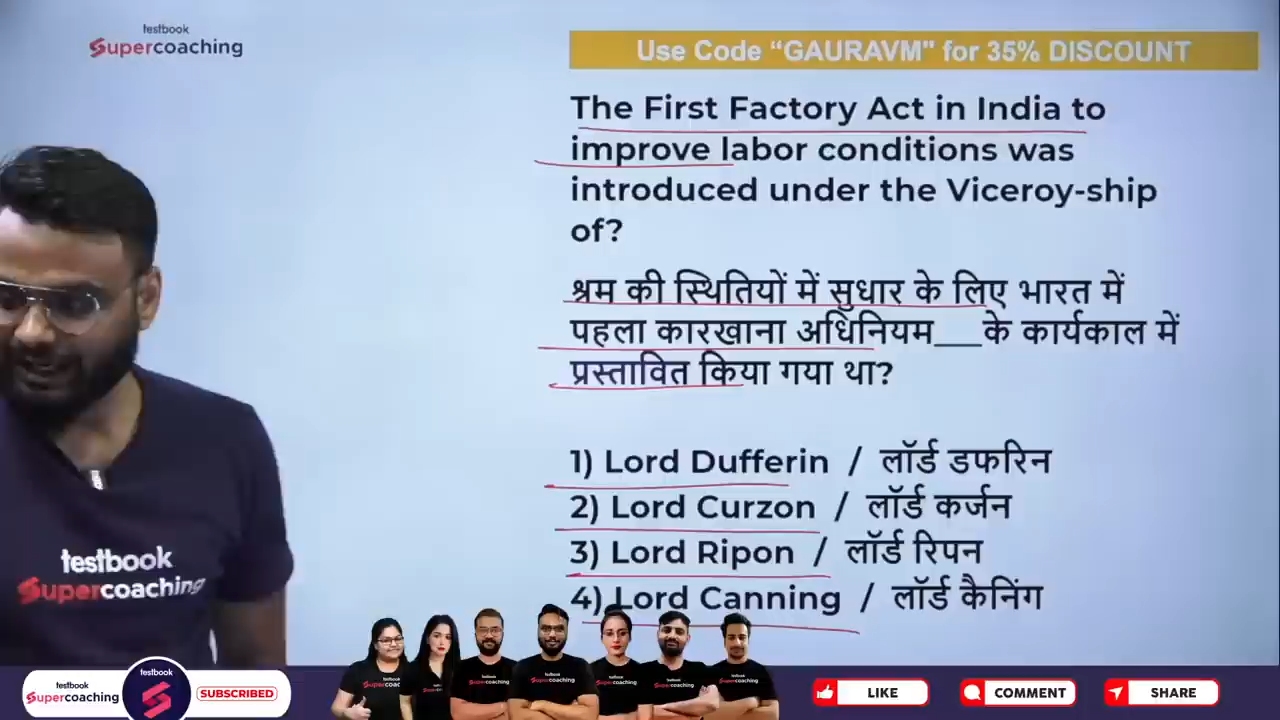 testbook
Supercoaching
Use Code “GAURAVM" for 35% DISCOUNT
The First Factory Act in India to
improve labor conditions was
introduced under the Viceroy-ship
of?
श्रम की स्थितियों में सुधार के लिए भारत में
पहला कारखाना अधिनियम___के कार्यकाल में
प्रस्तावित किया गया था?
1) Lord Dufferin / लॉर्ड डफरिन
2) Lord Curzon / लॉर्ड कर्जन
3) Lord Ripon / लॉर्ड रिपन
4) Lord Canning / लॉर्ड कैनिंग
testbook
Supercoaching
testbook
Supercoaching
testbook
SUBSCRIBED
LIKE
COMMENT
SHARE